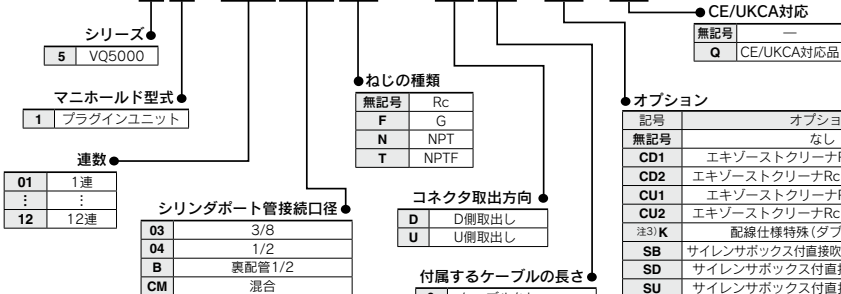 シリーズ
5 VQ5000
マニホールド型式
1 プラグインユニット
連数
01 1連
⋮ ⋮
12 12連
シリンダポート管接続口径
03 3/8
04 1/2
B 裏配管1/2
CM 混合
ねじの種類
無記号 Rc
F G
N NPT
T NPTF
コネクタ取出方向
D D側取出し
U U側取出し
付属するケーブルの長さ
CE/UKCA対応
無記号 —
Q CE/UKCA対応品
オプション
記号 オプショ
無記号 なし
CD1 エキゾーストクリーナ
CD2 エキゾーストクリーナRc
CU1 エキゾーストクリーナ
CU2 エキゾーストクリーナRc
注3)K 配線仕様特殊(ダブ
SB サイレンサボックス付直接吹
SD サイレンサボックス付直接
SU サイレンサボックス付直接